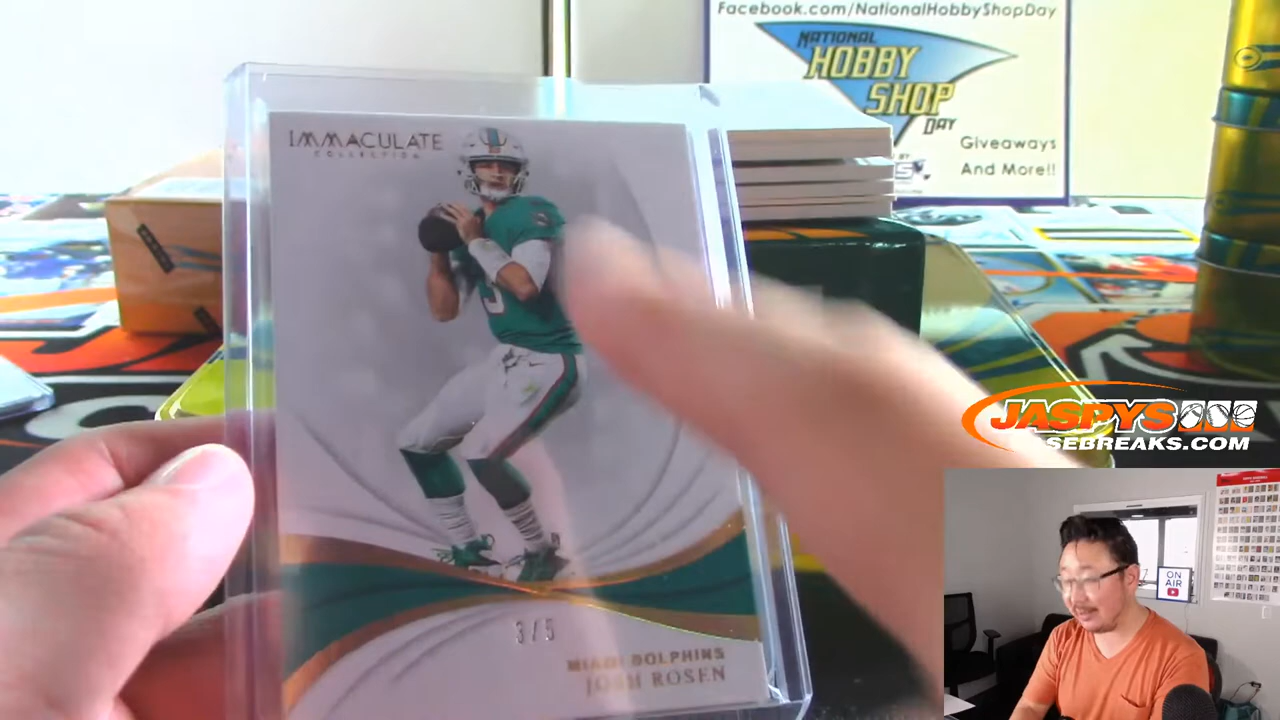 Facebook.com/NationalHobbyShopDay
NATIONAL
HOBBY
SHOP
DAY
Giveaways
And More!!
IMMACULATE
COLLECTION
3/5
MIAMI DOLPHINS
JOSH ROSEN
JASPYS
CASEBREAKS.COM
ON
AIR